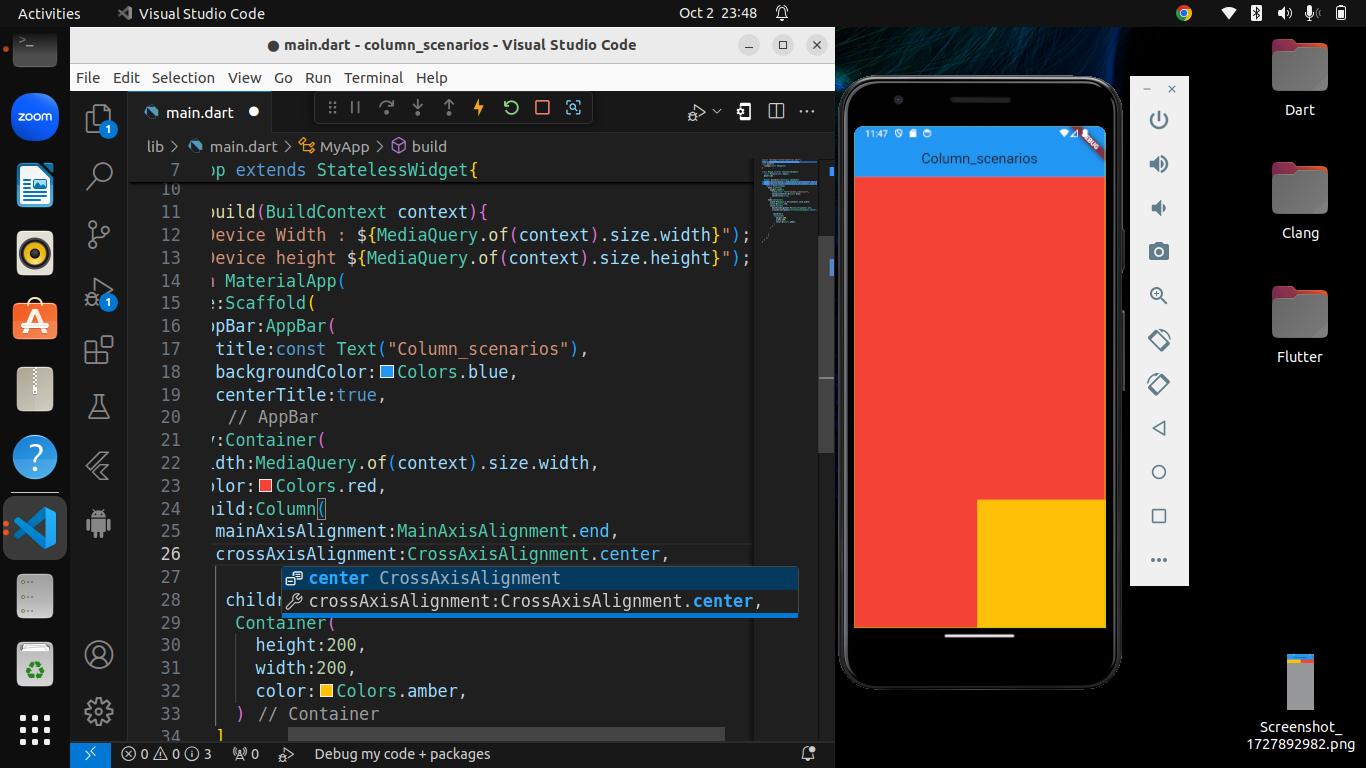 Activities
Visual Studio Code
Oct 2 23:48
main.dart - column_scenarios - Visual Studio Code
File Edit Selection View Go Run Terminal Help
zoom
1
main.dart
lib > main.dart > MyApp > build
7 pp extends StatelessWidget{
10
11 build(BuildContext context){
12 Device Width : ${MediaQuery.of(context).size.width}");
13 Device height ${MediaQuery.of(context).size.height}");
14 n MaterialApp(
15 e:Scaffold(
16 ppBar:AppBar(
17 title:const Text("Column_scenarios"),
18 backgroundColor:Colors.blue,
19 centerTitle:true,
20 // AppBar
21 y:Container(
22 idth:MediaQuery.of(context).size.width,
23 olor:Colors.red,
24 hild:Column(
25 mainAxisAlignment:MainAxisAlignment.end,
26 crossAxisAlignment:CrossAxisAlignment.center,
27 center CrossAxisAlignment
28 childr crossAxisAlignment:CrossAxisAlignment.center,
29 Container(
30 height:200,
31 width:200,
32 color:Colors.amber,
33 ) // Container
34 ]
1
?
0 0 3 0 Debug my code + packages
11:47
DEBUG
Column_scenarios
Dart
Clang
Flutter
Screenshot_
1727892982.png